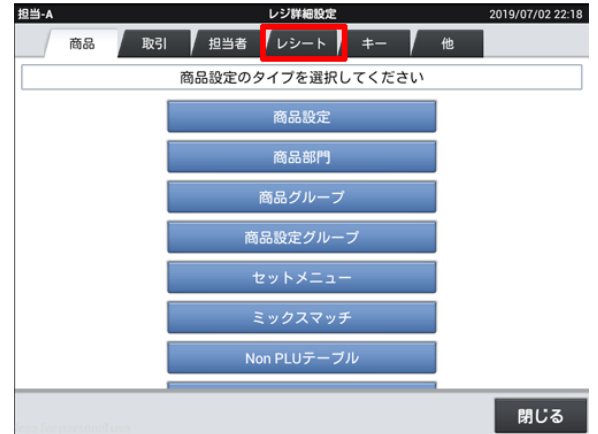 担当-A レジ詳細設定 2019/07/02 22:18
商品 取引 担当者 レシート キー 他
商品設定のタイプを選択してください
商品設定
商品部門
商品グループ
商品設定グループ
セットメニュー
ミックスマッチ
Non PLUテーブル
閉じる